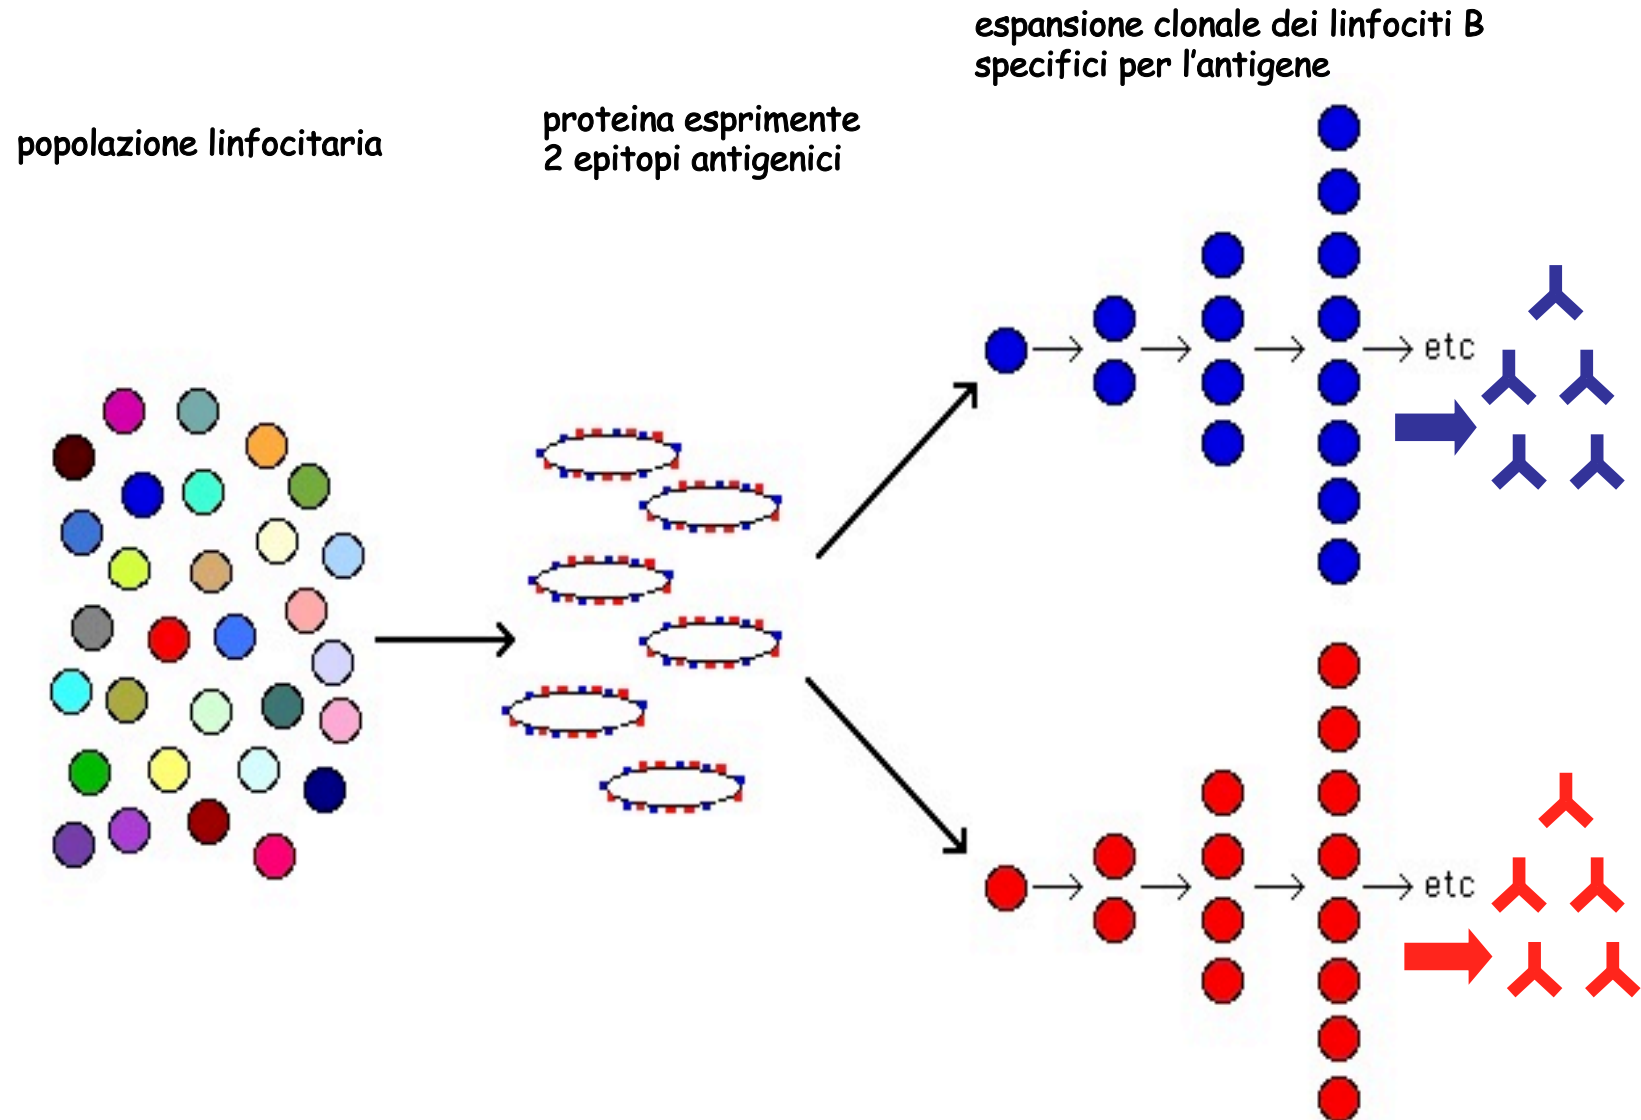 espansione clonale dei linfociti B
specifici per l'antigene
proteina esprimente
2 epitopi antigenici
popolazione linfocitaria
etc
etc